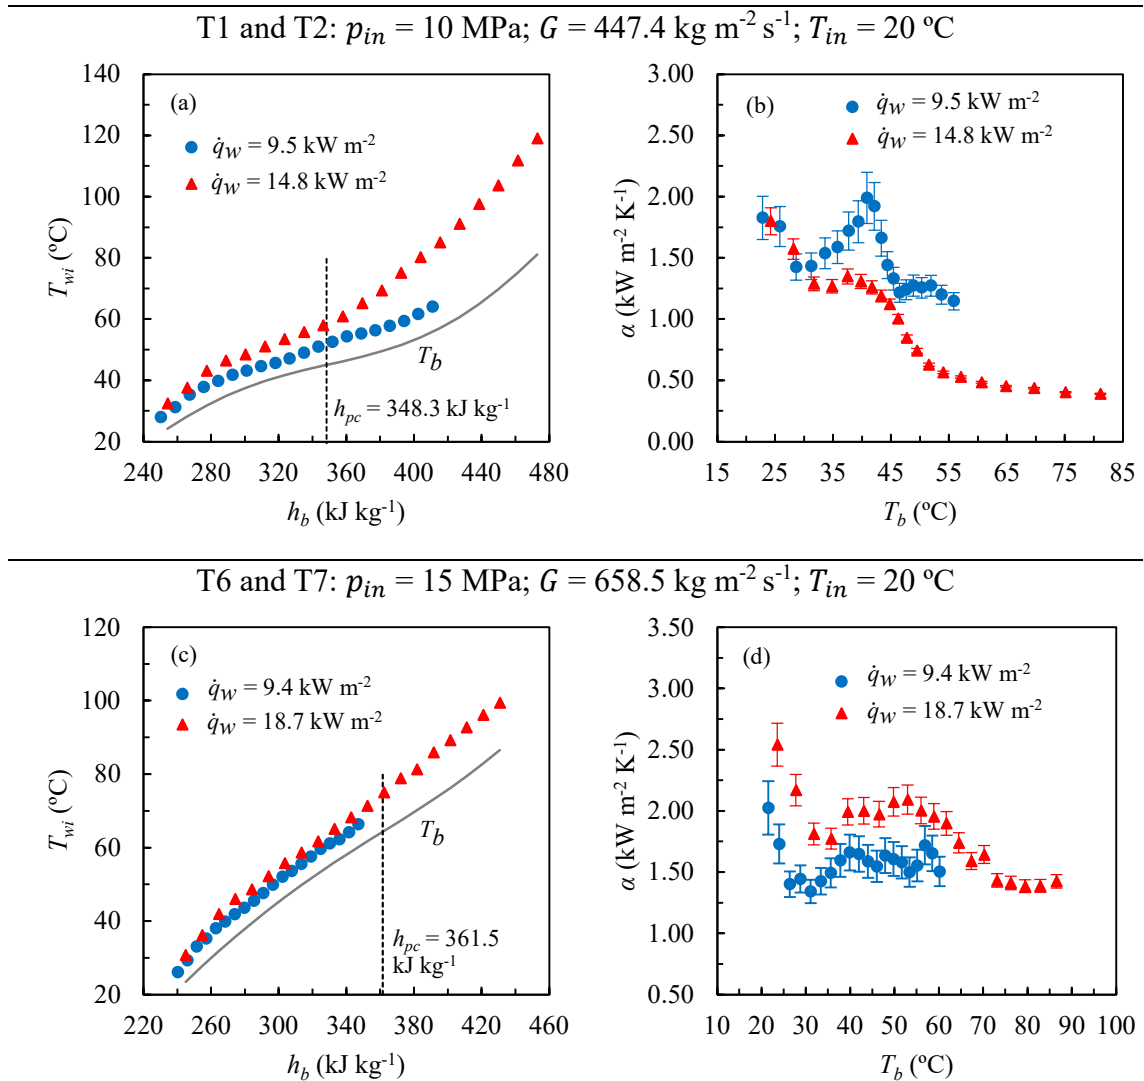 T1 and T2: p_in = 10 MPa; G = 447.4 kg m⁻² s⁻¹; T_in = 20 ºC
(a)
q̇_W = 9.5 kW m⁻²
q̇_W = 14.8 kW m⁻²
T_b
h_pc = 348.3 kJ kg⁻¹
T_wi (ºC)
140
120
100
80
60
40
20
240 280 320 360 400 440 480
h_b (kJ kg⁻¹)
(b)
q̇_W = 9.5 kW m⁻²
q̇_W = 14.8 kW m⁻²
α (kW m⁻² K⁻¹)
3.00
2.50
2.00
1.50
1.00
0.50
0.00
15 25 35 45 55 65 75 85
T_b (ºC)
T6 and T7: p_in = 15 MPa; G = 658.5 kg m⁻² s⁻¹; T_in = 20 ºC
(c)
q̇_W = 9.4 kW m⁻²
q̇_W = 18.7 kW m⁻²
T_b
h_pc = 361.5
kJ kg⁻¹
T_wi (ºC)
120
100
80
60
40
20
220 260 300 340 380 420 460
h_b (kJ kg⁻¹)
(d)
q̇_W = 9.4 kW m⁻²
q̇_W = 18.7 kW m⁻²
α (kW m⁻² K⁻¹)
3.50
3.00
2.50
2.00
1.50
1.00
0.50
10 20 30 40 50 60 70 80 90 100
T_b (ºC)